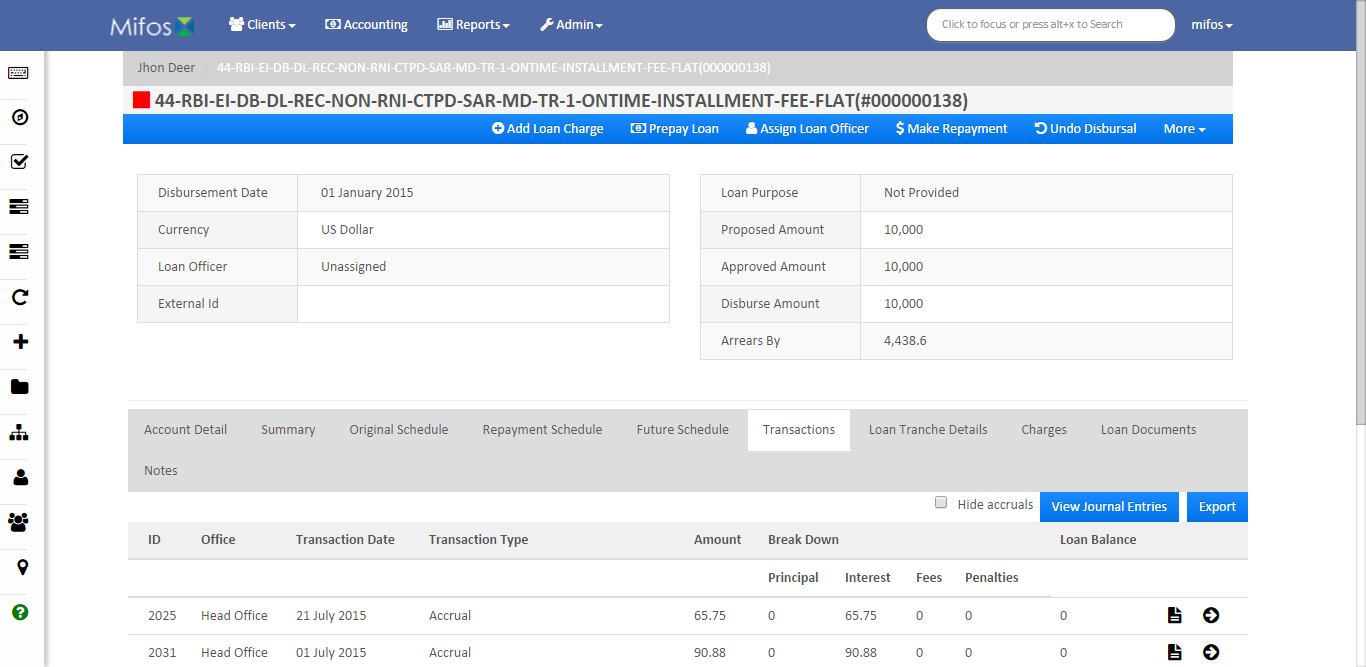 Mifos Clients Accounting Reports Admin Click to focus or press alt+x to Search mifos
Jhon Deer / 44-RBI-EI-DB-DL-REC-NON-RNI-CTPD-SAR-MD-TR-1-ONTIME-INSTALLMENT-FEE-FLAT(000000138)
44-RBI-EI-DB-DL-REC-NON-RNI-CTPD-SAR-MD-TR-1-ONTIME-INSTALLMENT-FEE-FLAT(#000000138)
Add Loan Charge Prepay Loan Assign Loan Officer $ Make Repayment Undo Disbursal More
Disbursement Date 01 January 2015
Currency US Dollar
Loan Officer Unassigned
External Id
Loan Purpose Not Provided
Proposed Amount 10,000
Approved Amount 10,000
Disburse Amount 10,000
Arrears By 4,438.6
Account Detail Summary Original Schedule Repayment Schedule Future Schedule Transactions Loan Tranche Details Charges Loan Documents
Notes
Hide accruals View Journal Entries Export
ID Office Transaction Date Transaction Type Amount Break Down Loan Balance
Principal Interest Fees Penalties
2025 Head Office 21 July 2015 Accrual 65.75 0 65.75 0 0 0
2031 Head Office 01 July 2015 Accrual 90.88 0 90.88 0 0 0